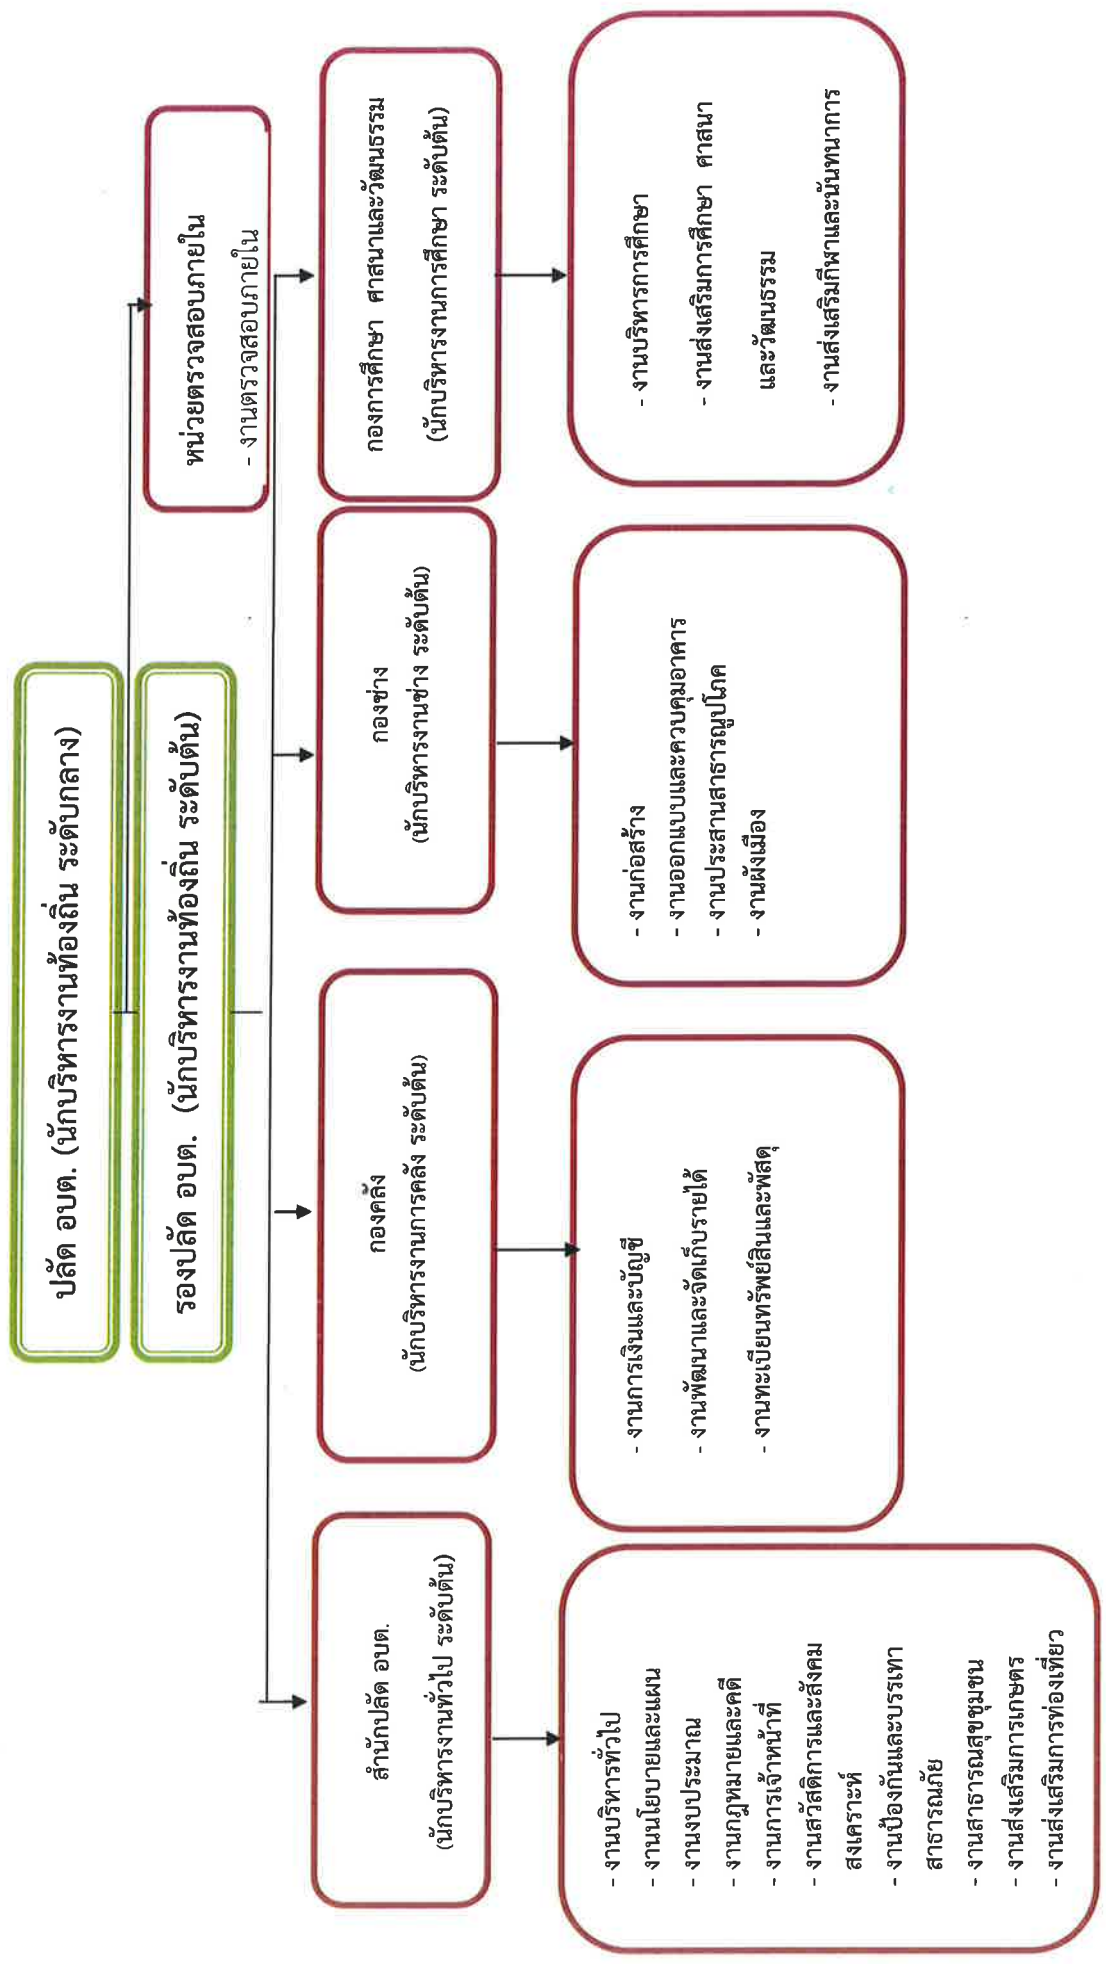 ปลัด อบต. (นักบริหารงานท้องถิ่น ระดับกลาง)
รองปลัด อบต. (นักบริหารงานท้องถิ่น ระดับต้น)
หน่วยตรวจสอบภายใน
- งานตรวจสอบภายใน
สำนักปลัด อบต.
(นักบริหารงานทั่วไป ระดับต้น)
กองคลัง
(นักบริหารงานการคลัง ระดับต้น)
กองช่าง
(นักบริหารงานช่าง ระดับต้น)
กองการศึกษา ศาสนาและวัฒนธรรม
(นักบริหารงานการศึกษา ระดับต้น)
- งานบริหารทั่วไป
- งานนโยบายและแผน
- งานงบประมาณ
- งานกฎหมายและคดี
- งานการเจ้าหน้าที่
- งานสวัสดิการและสังคม
สงเคราะห์
- งานป้องกันและบรรเทา
สาธารณภัย
- งานสาธารณสุขชุมชน
- งานส่งเสริมการเกษตร
- งานส่งเสริมการท่องเที่ยว
- งานการเงินและบัญชี
- งานพัฒนาและจัดเก็บรายได้
- งานทะเบียนทรัพย์สินและพัสดุ
- งานก่อสร้าง
- งานออกแบบและควบคุมอาคาร
- งานประสานสาธารณูปโภค
- งานผังเมือง
- งานบริหารการศึกษา
- งานส่งเสริมการศึกษา ศาสนา
และวัฒนธรรม
- งานส่งเสริมกีฬาและนันทนาการ